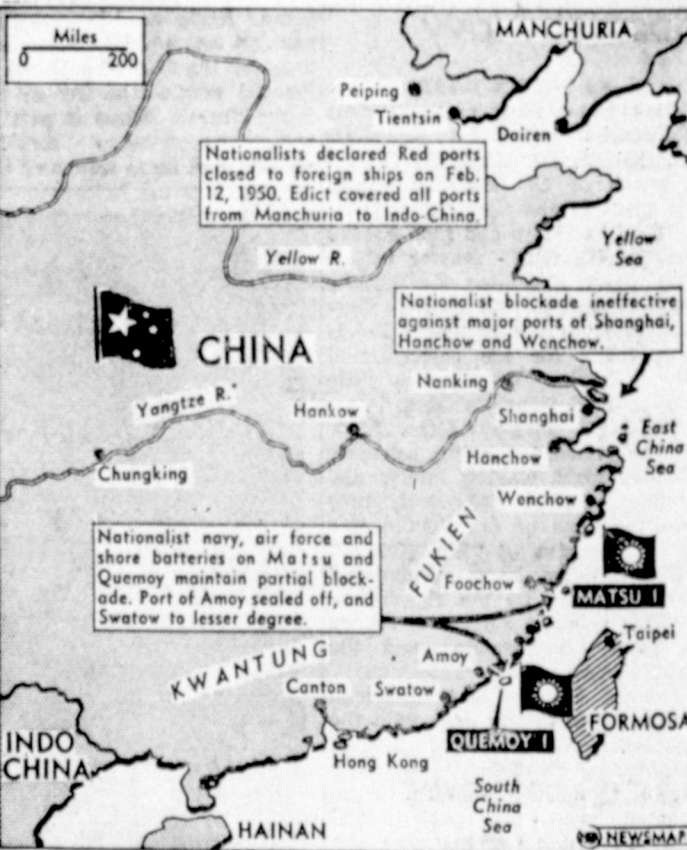 Miles
0 200
MANCHURIA
Peiping
Tientsin
Dairen
Nationalists declared Red ports
closed to foreign ships on Feb.
12, 1950. Edict covered all ports
from Manchuria to Indo-China.
Yellow R.
Yellow
Sea
Nationalist blockade ineffective
against major ports of Shanghai,
Hanchow and Wenchow.
CHINA
Nanking
Yangtze R.
Hankow
Shanghai
East
China
Sea
Hanchow
Chungking
Wenchow
Nationalist navy, air force and
shore batteries on Matsu and
Quemoy maintain partial block-
ade. Port of Amoy sealed off, and
Swatow to lesser degree.
FUKIEN
Foochow
MATSU I
Taipei
KWANTUNG
Amoy
Canton
Swatow
FORMOSA
QUEMOY I
INDO
CHINA
Hong Kong
South
China
Sea
HAINAN
NEWSMAP